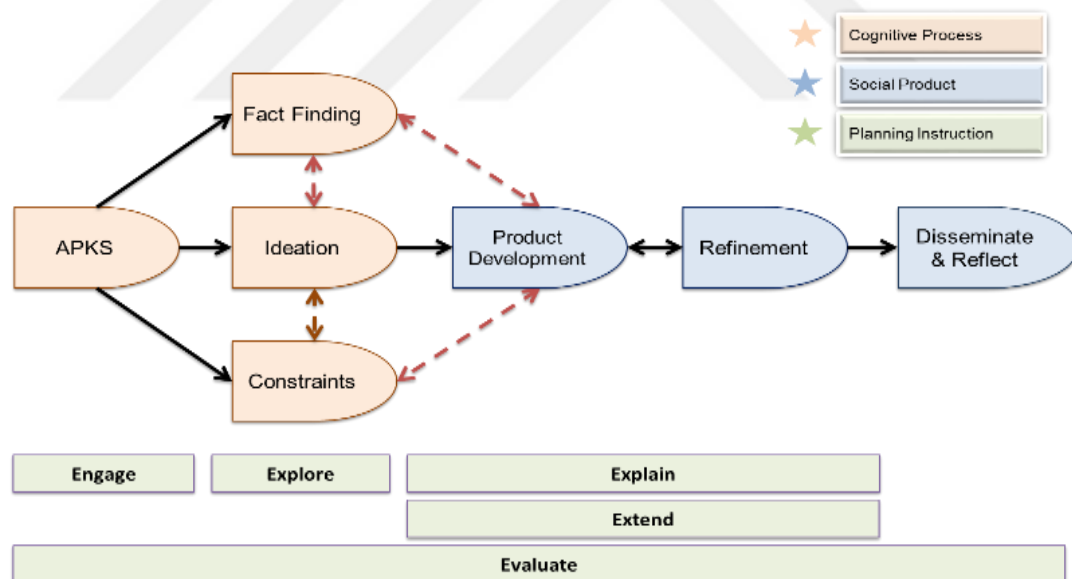 Cognitive Process
Social Product
Planning Instruction
Fact Finding
APKS
Ideation
Product
Development
Refinement
Disseminate
& Reflect
Constraints
Engage
Explore
Explain
Extend
Evaluate